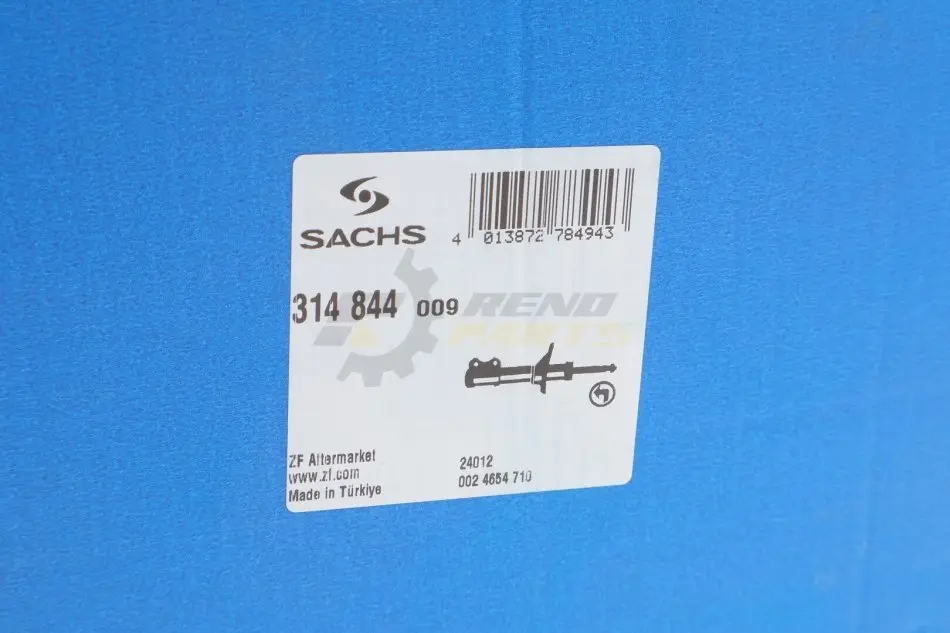 SACHS
4 013872 784943
314 844 009
RENO
PARTS
ZF Aftermarket
www.zf.com
Made in Türkiye
24012
002 4654 710